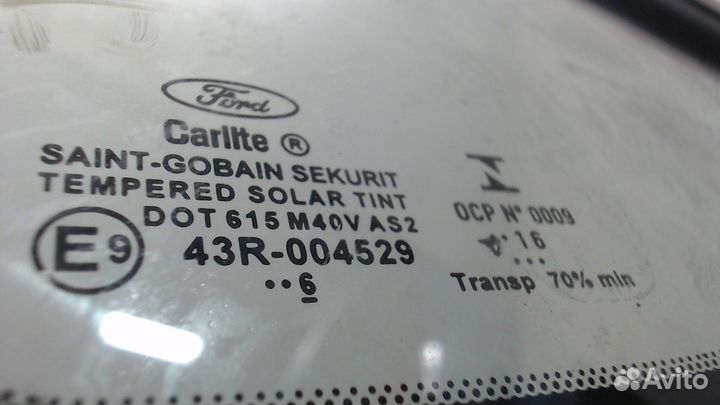 Ford
Carlite ®
SAINT-GOBAIN SEKURIT
TEMPERED SOLAR TINT
DOT 615 M40V AS2
E9 43R-004529
..6
OCP Nº 0009
16
...
Transp 70% min
Avito